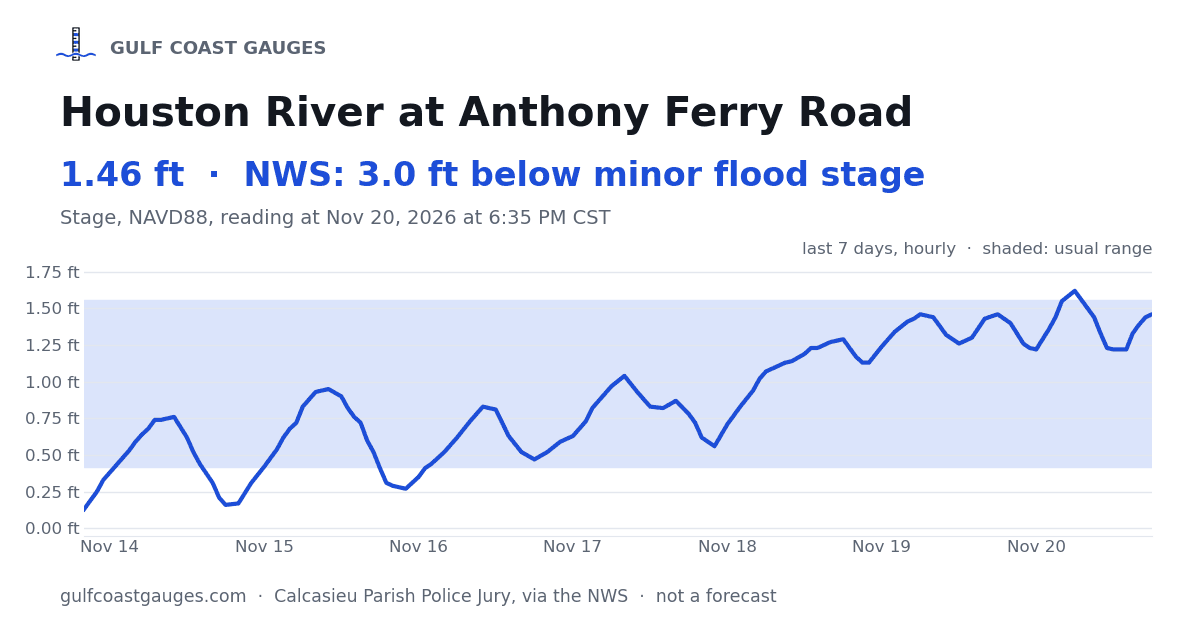 GULF COAST GAUGES
Houston River at Anthony Ferry Road
1.46 ft · NWS: 3.0 ft below minor flood stage
Stage, NAVD88, reading at Nov 20, 2026 at 6:35 PM CST
last 7 days, hourly · shaded: usual range
1.75 ft
1.50 ft
1.25 ft
1.00 ft
0.75 ft
0.50 ft
0.25 ft
0.00 ft
Nov 14 Nov 15 Nov 16 Nov 17 Nov 18 Nov 19 Nov 20
gulfcoastgauges.com · Calcasieu Parish Police Jury, via the NWS · not a forecast